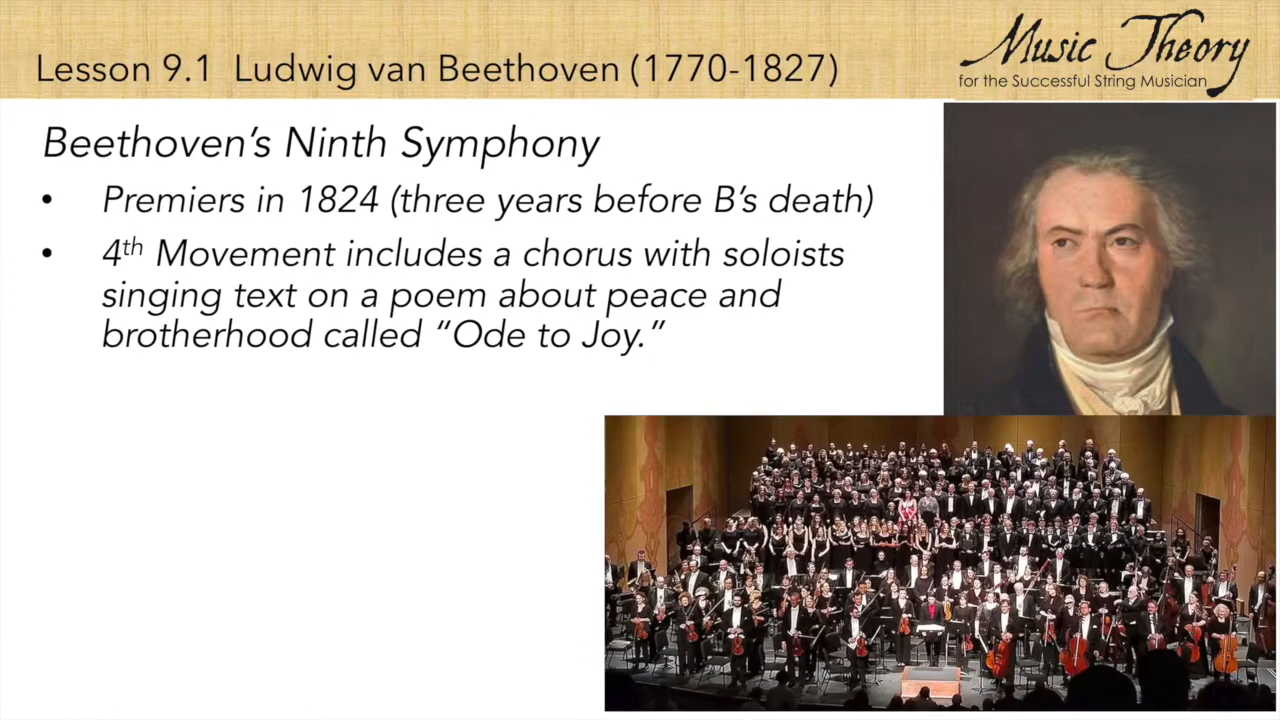 Lesson 9.1 Ludwig van Beethoven (1770-1827)
Music Theory
for the Successful String Musician
Beethoven’s Ninth Symphony
• Premiers in 1824 (three years before B’s death)
• 4th Movement includes a chorus with soloists
singing text on a poem about peace and
brotherhood called “Ode to Joy.”